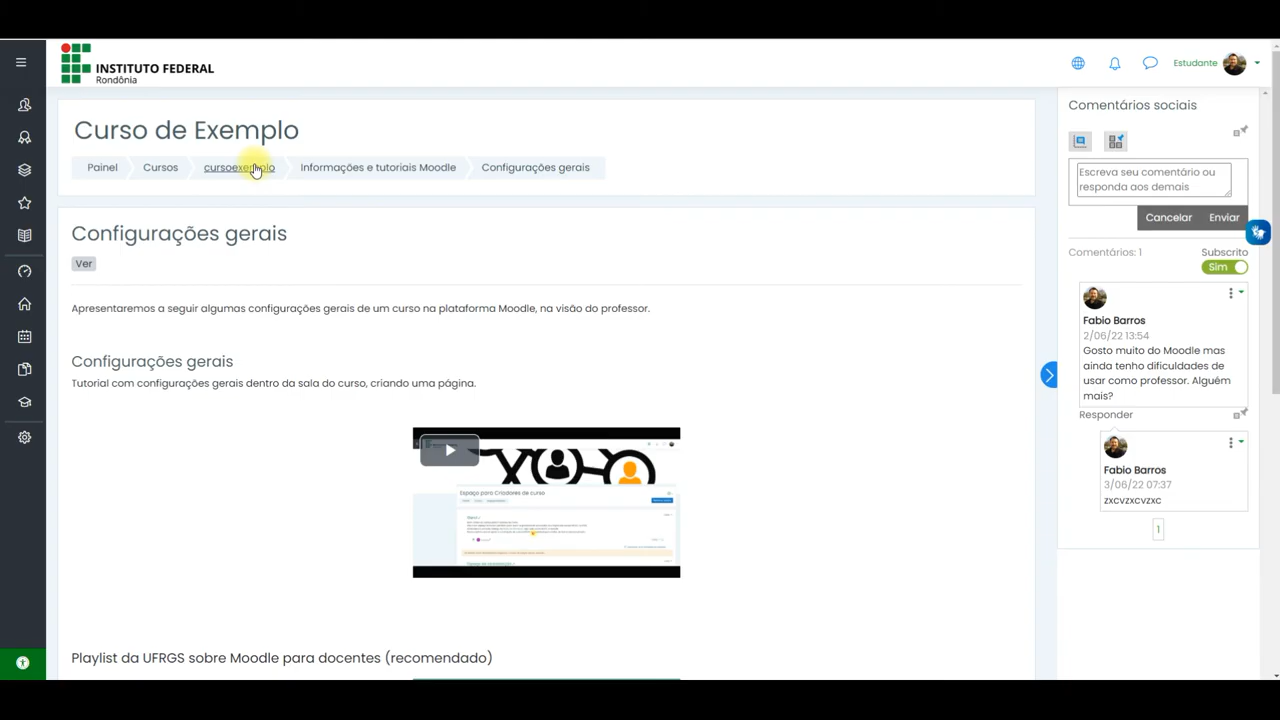 INSTITUTO FEDERAL
Rondônia
Estudante
Curso de Exemplo
Painel
Cursos
cursoexemplo
Informações e tutoriais Moodle
Configurações gerais
Configurações gerais
Ver
Apresentaremos a seguir algumas configurações gerais de um curso na plataforma Moodle, na visão do professor.
Configurações gerais
Tutorial com configurações gerais dentro da sala do curso, criando uma página.
Espaço para Criadores de curso
Playlist da UFRGS sobre Moodle para docentes (recomendado)
Comentários sociais
Escreva seu comentário ou
responda aos demais
Cancelar
Enviar
Comentários: 1
Subscrito
Sim
Fabio Barros
2/06/22 13:54
Gosto muito do Moodle mas
ainda tenho dificuldades de
usar como professor. Alguém
mais?
Responder
Fabio Barros
3/06/22 07:37
zxcvzxcvzxc
1